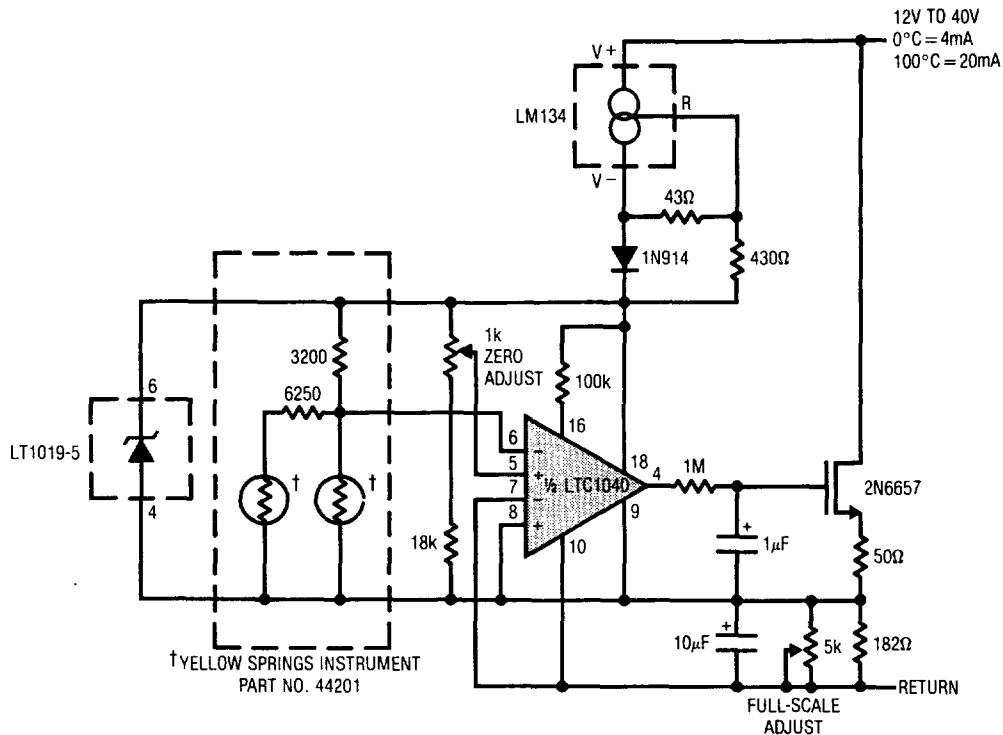 12V TO 40V
0°C = 4mA
100°C = 20mA
V+
LM134
R
V−
43Ω
1N914
430Ω
3200
6250
1k
ZERO
ADJUST
100k
6
LT1019-5
4
†
†
16
6
−
5
+
7
−
8
+
½ LTC1040
18
4
9
10
1M
2N6657
18k
+
1µF
50Ω
+
10µF
5k
182Ω
†YELLOW SPRINGS INSTRUMENT
PART NO. 44201
RETURN
FULL-SCALE
ADJUST